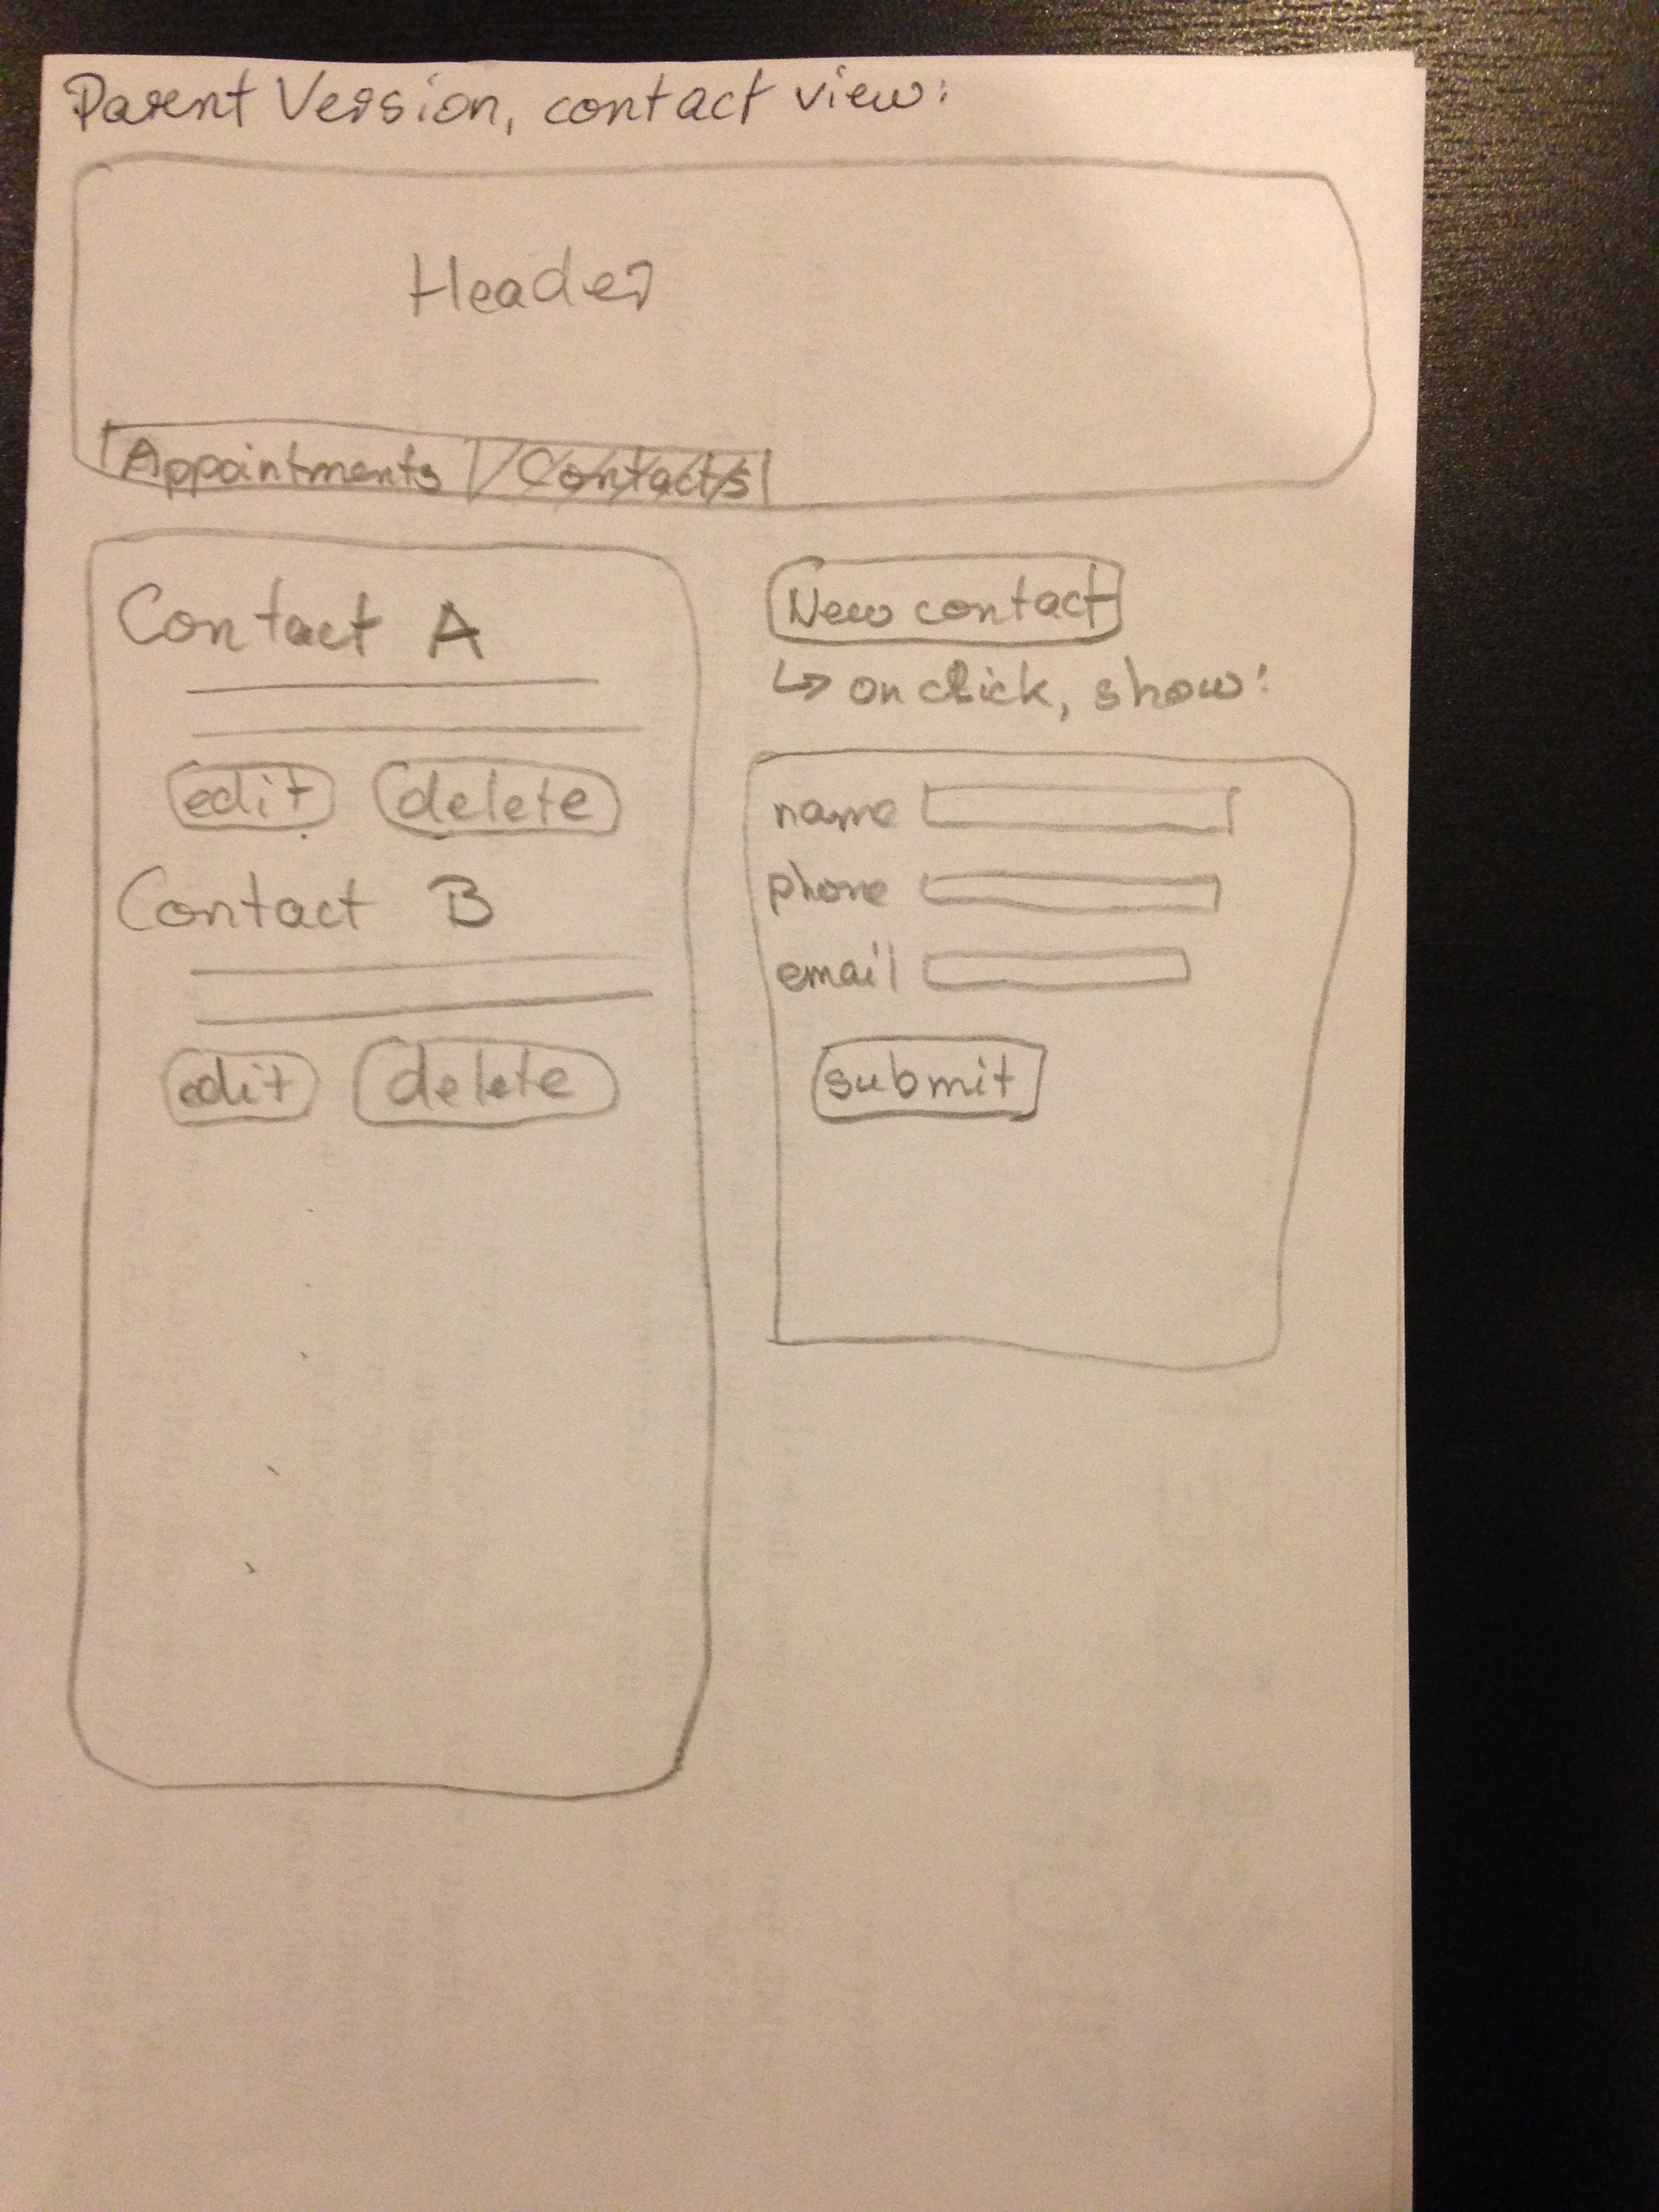 Parent Version, contact view:
Header
Appointments Contacts
Contact A
edit delete
Contact B
edit delete
New contact
↳ on click, show:
name
phone
email
submit